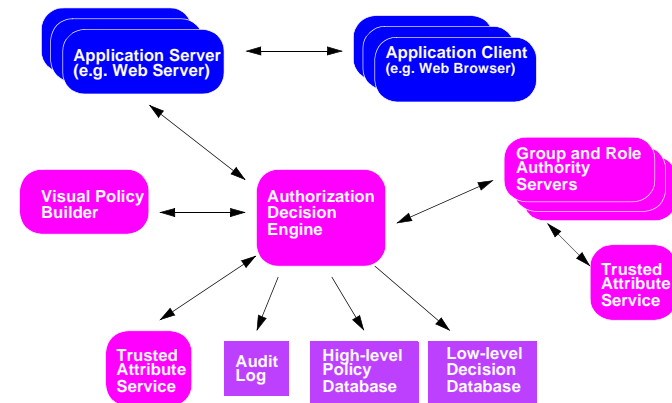 Application Server
(e.g. Web Server)
Application Client
(e.g. Web Browser)
Group and Role
Authority
Servers
Visual Policy
Builder
Authorization
Decision
Engine
Trusted
Attribute
Service
Trusted
Attribute
Service
Audit
Log
High-level
Policy
Database
Low-level
Decision
Database